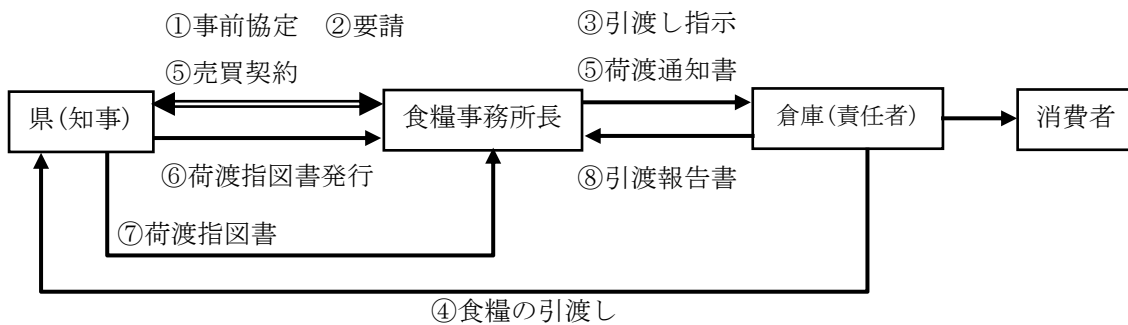 ①事前協定 ②要請
③引渡し指示
⑤売買契約
⑤荷渡通知書
県(知事)
食糧事務所長
倉庫(責任者)
消費者
⑥荷渡指図書発行
⑧引渡報告書
⑦荷渡指図書
④食糧の引渡し